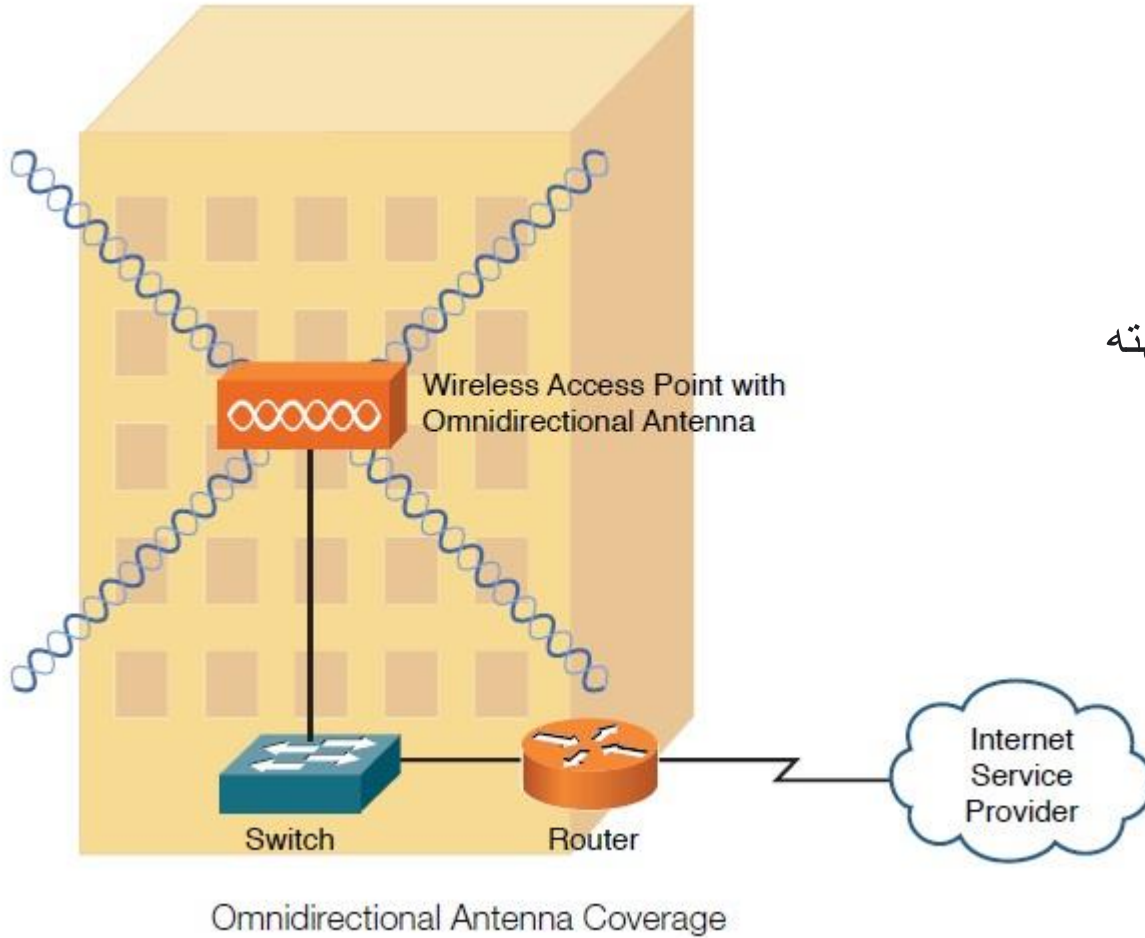 Wireless Access Point with
Omnidirectional Antenna
Internet
Service
Provider
Switch
Router
Omnidirectional Antenna Coverage